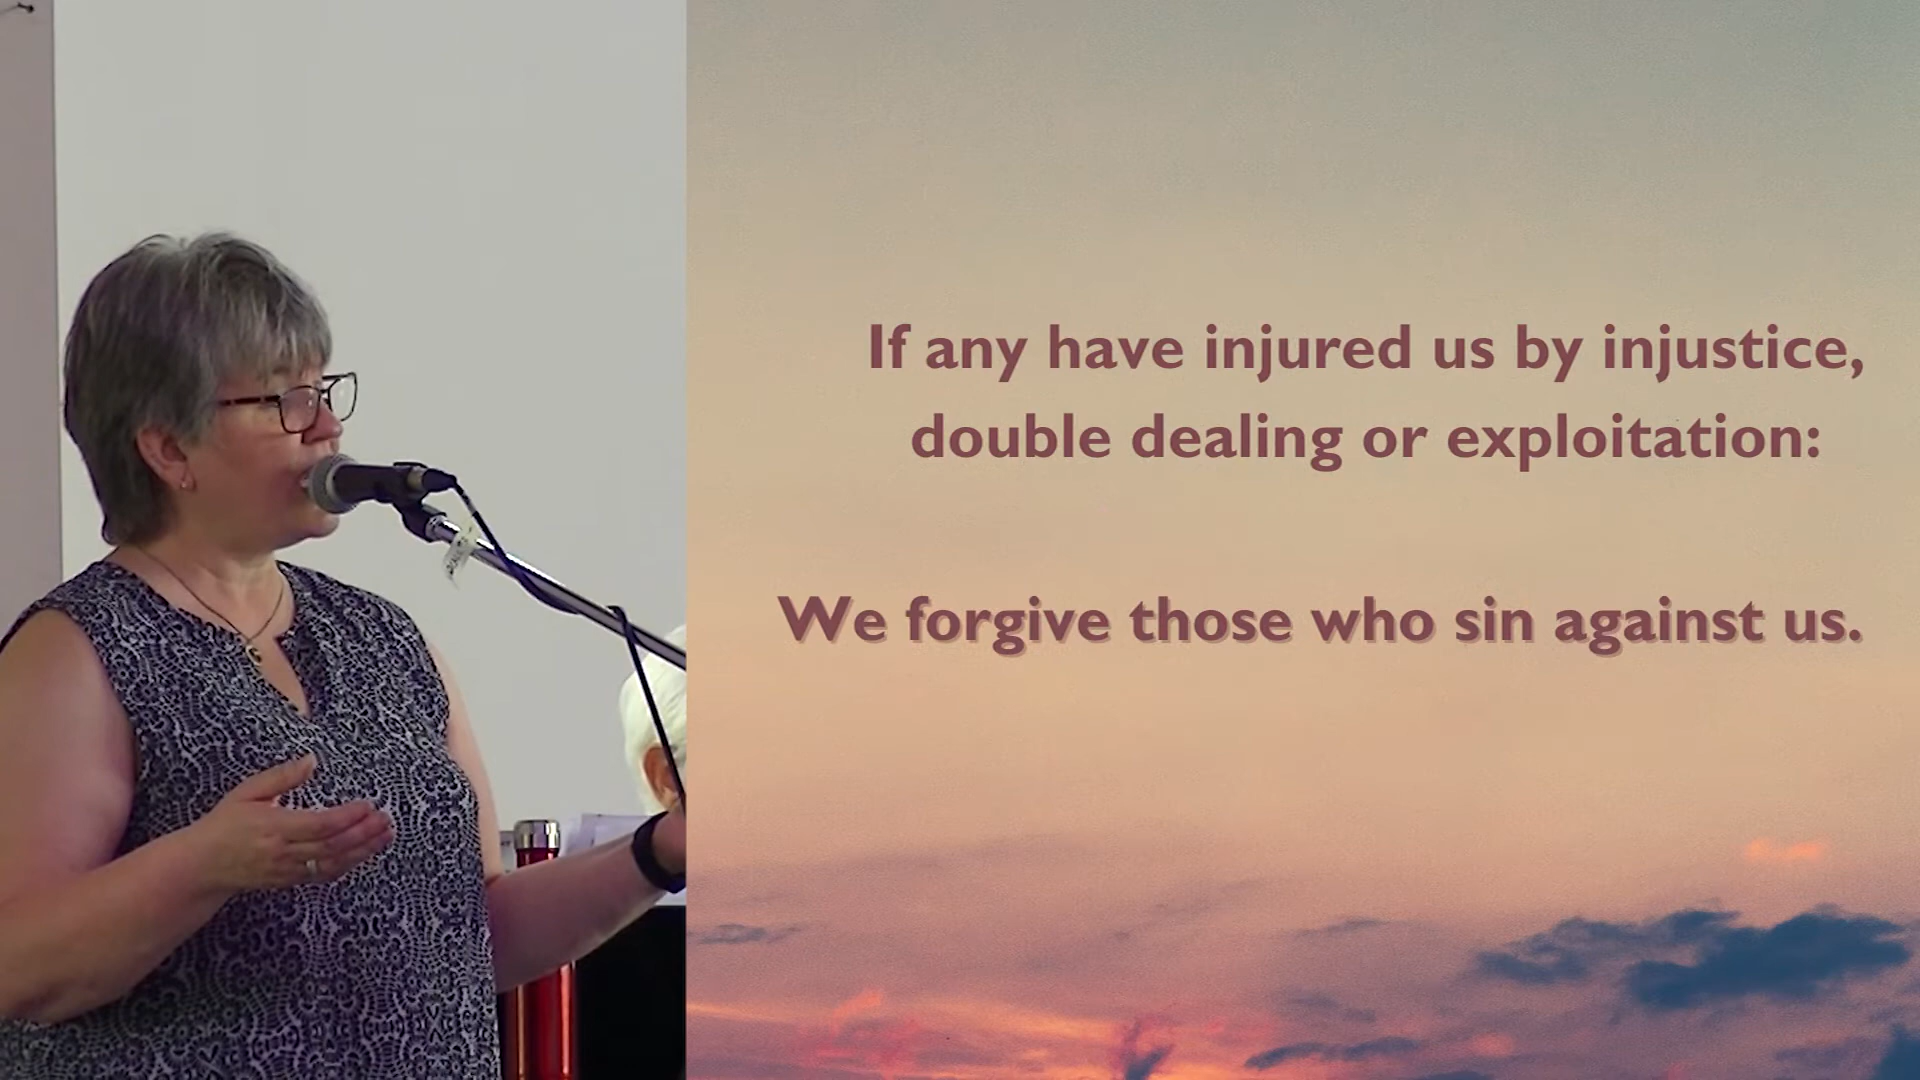 If any have injured us by injustice,
double dealing or exploitation:
We forgive those who sin against us.